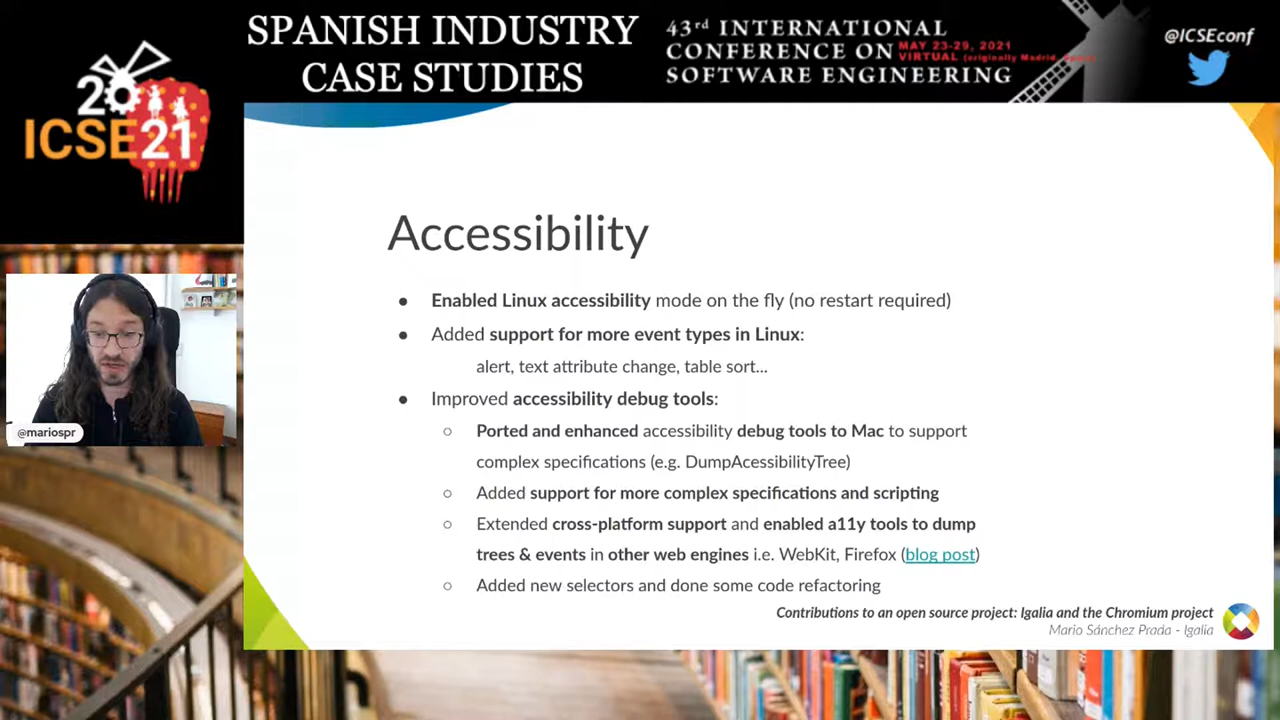 SPANISH INDUSTRY
CASE STUDIES
43rd INTERNATIONAL
CONFERENCE ON MAY 23-29, 2021
VIRTUAL (originally Madrid, Spain)
SOFTWARE ENGINEERING
@ICSEconf
20
ICSE21
@mariospr
Accessibility
● Enabled Linux accessibility mode on the fly (no restart required)
● Added support for more event types in Linux:
alert, text attribute change, table sort...
● Improved accessibility debug tools:
○ Ported and enhanced accessibility debug tools to Mac to support
complex specifications (e.g. DumpAcessibilityTree)
○ Added support for more complex specifications and scripting
○ Extended cross-platform support and enabled a11y tools to dump
trees & events in other web engines i.e. WebKit, Firefox (blog post)
○ Added new selectors and done some code refactoring
Contributions to an open source project: Igalia and the Chromium project
Mario Sánchez Prada - Igalia